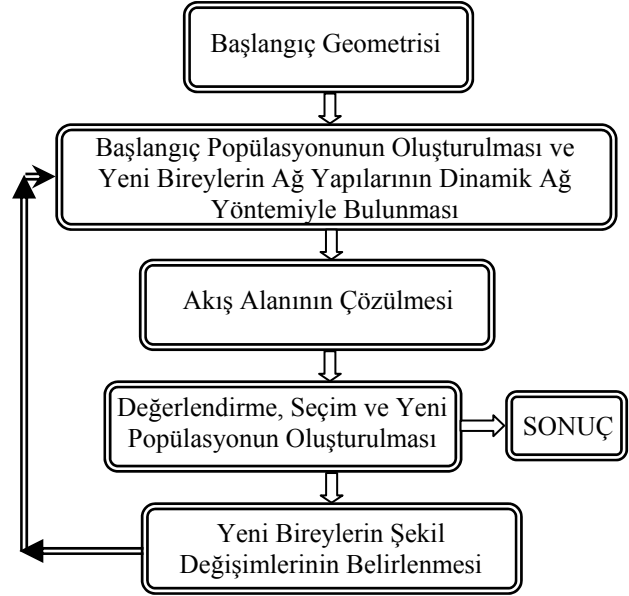 Başlangıç Geometrisi
Başlangıç Popülasyonunun Oluşturulması ve
Yeni Bireylerin Ağ Yapılarının Dinamik Ağ
Yöntemiyle Bulunması
Akış Alanının Çözülmesi
Değerlendirme, Seçim ve Yeni
Popülasyonun Oluşturulması
SONUÇ
Yeni Bireylerin Şekil
Değişimlerinin Belirlenmesi